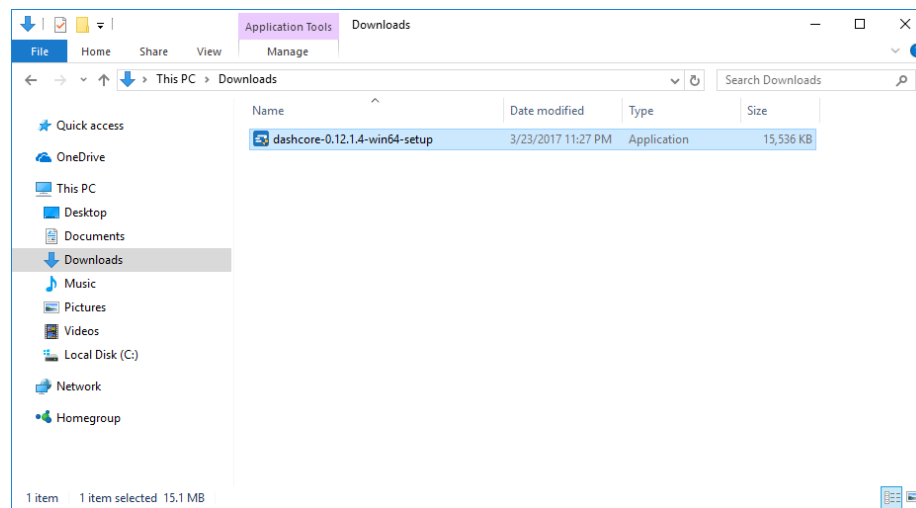 Application Tools Downloads
File Home Share View Manage
This PC > Downloads Search Downloads
Name Date modified Type Size
Quick access
dashcore-0.12.1.4-win64-setup 3/23/2017 11:27 PM Application 15,536 KB
OneDrive
This PC
Desktop
Documents
Downloads
Music
Pictures
Videos
Local Disk (C:)
Network
Homegroup
1 item 1 item selected 15.1 MB